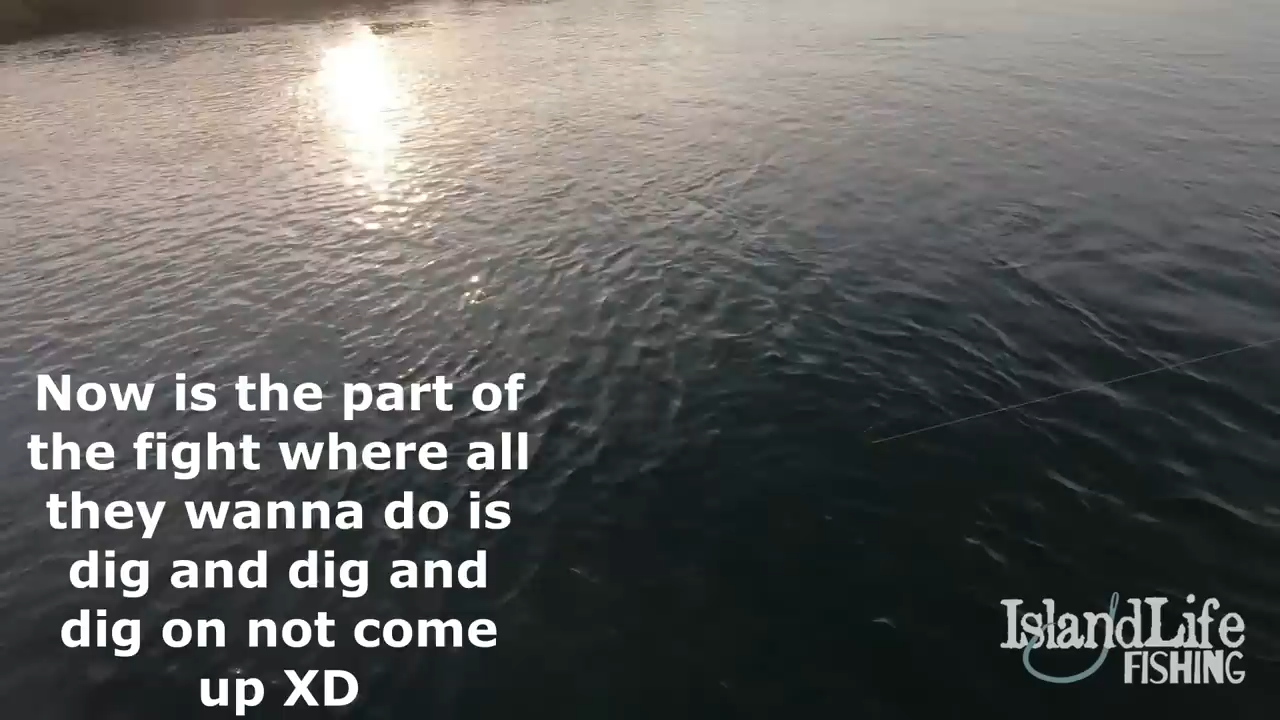 Now is the part of
the fight where all
they wanna do is
dig and dig and
dig on not come
up XD
IslandLife
FISHING